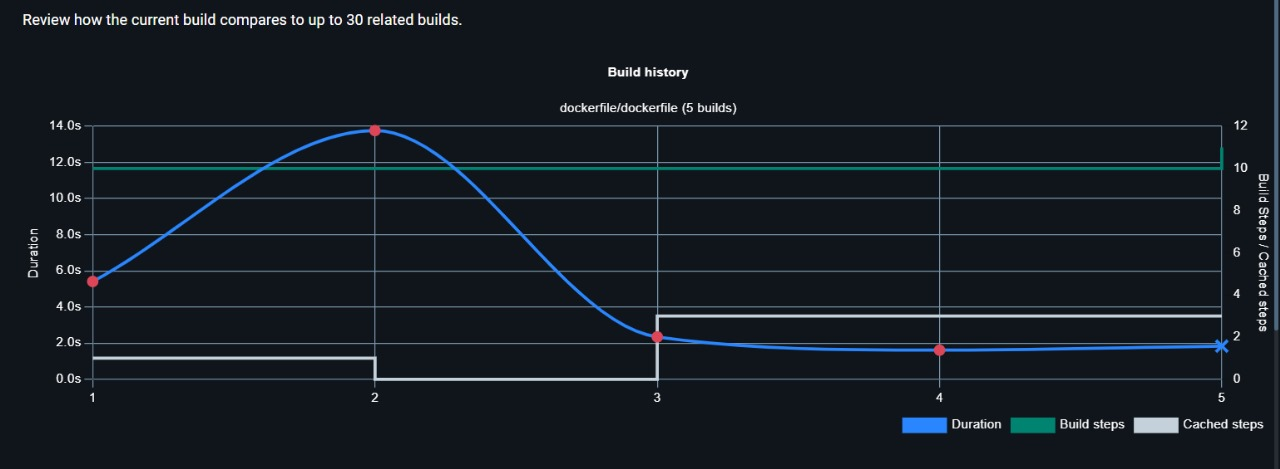 Review how the current build compares to up to 30 related builds.
Build history
dockerfile/dockerfile (5 builds)
14.0s
12.0s
10.0s
8.0s
6.0s
4.0s
2.0s
0.0s
Duration
12
10
8
6
4
2
0
Build Steps / Cached steps
1 2 3 4 5
Duration Build steps Cached steps